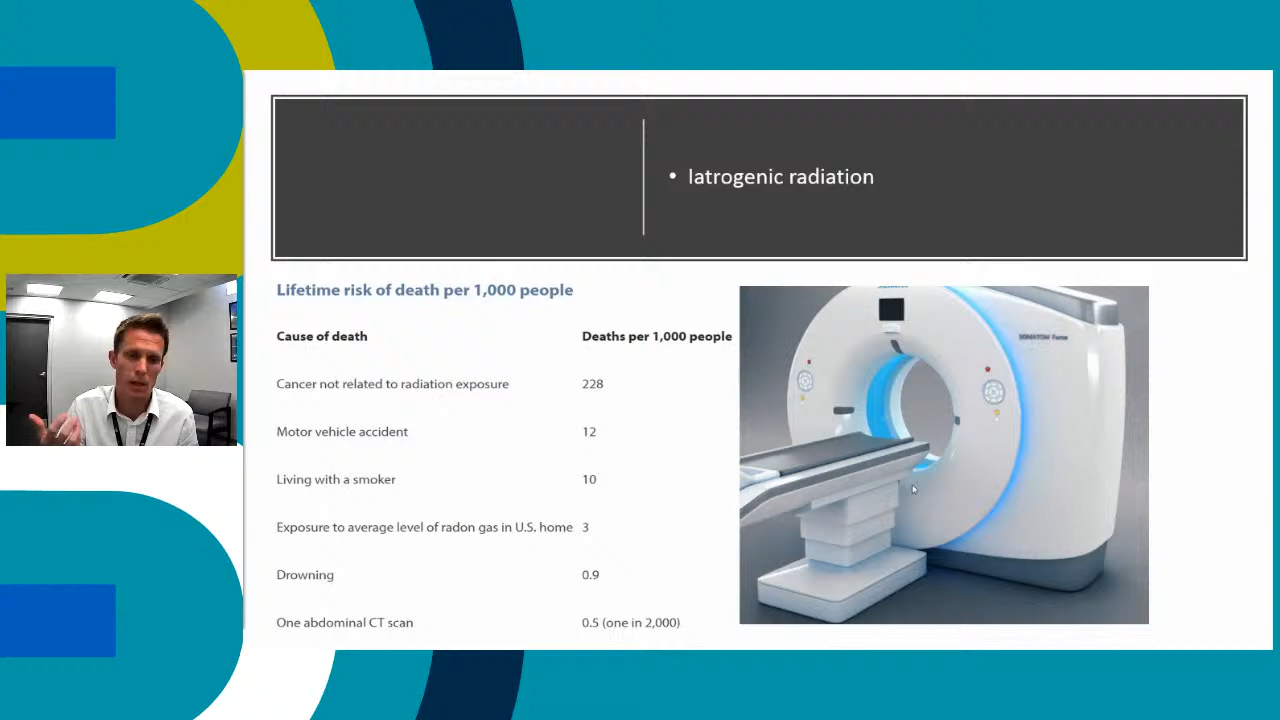 • Iatrogenic radiation
Lifetime risk of death per 1,000 people
Cause of death Deaths per 1,000 people
Cancer not related to radiation exposure 228
Motor vehicle accident 12
Living with a smoker 10
Exposure to average level of radon gas in U.S. home 3
Drowning 0.9
One abdominal CT scan 0.5 (one in 2,000)
SOMATOM Force